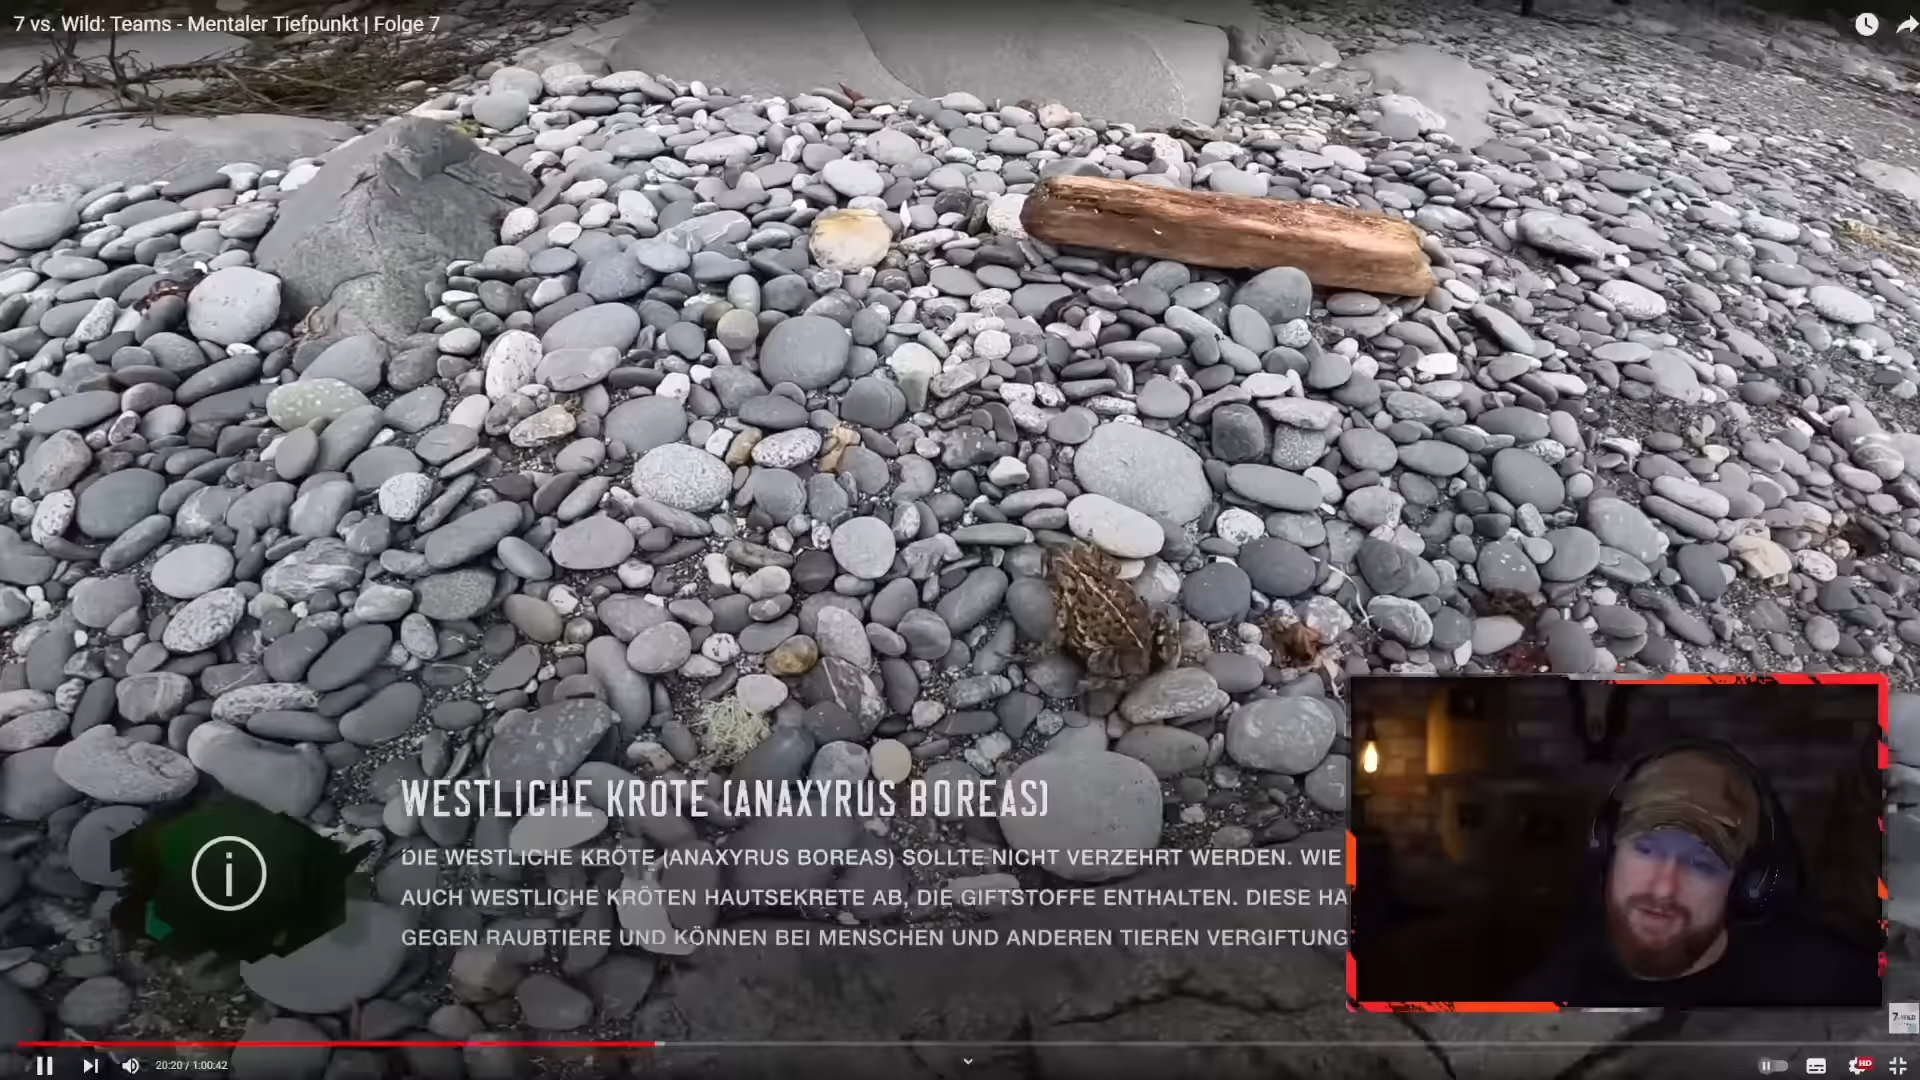 7 vs. Wild: Teams - Mentaler Tiefpunkt | Folge 7
WESTLICHE KRÖTE (ANAXYRUS BOREAS)
DIE WESTLICHE KRÖTE (ANAXYRUS BOREAS) SOLLTE NICHT VERZEHRT WERDEN. WIE
AUCH WESTLICHE KRÖTEN HAUTSEKRETE AB, DIE GIFTSTOFFE ENTHALTEN. DIESE HA
GEGEN RAUBTIERE UND KÖNNEN BEI MENSCHEN UND ANDEREN TIEREN VERGIFTUNG
20:20 / 1:00:42
HD